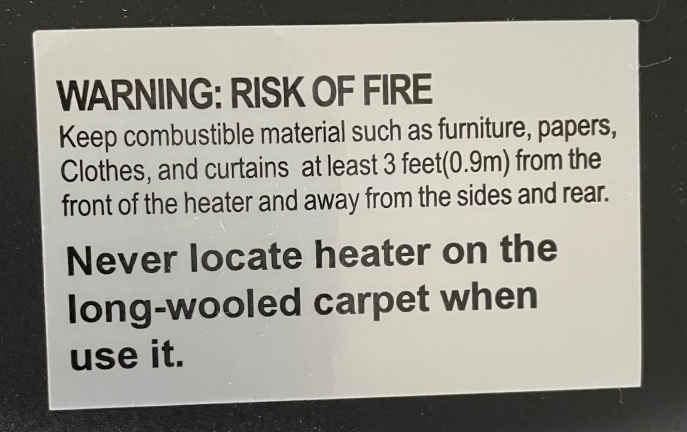 WARNING: RISK OF FIRE
Keep combustible material such as furniture, papers,
Clothes, and curtains at least 3 feet(0.9m) from the
front of the heater and away from the sides and rear.
Never locate heater on the
long-wooled carpet when
use it.